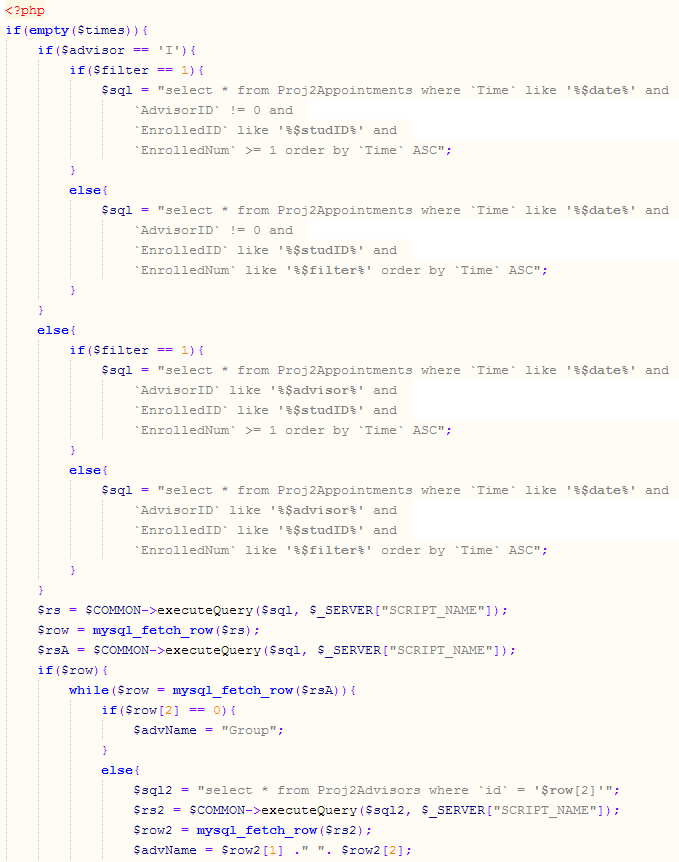 <?php
if(empty($times)){
    if($advisor == 'I'){
        if($filter == 1){
            $sql = "select * from Proj2Appointments where `Time` like '%$date%' and
                `AdvisorID` != 0 and
                `EnrolledID` like '%$studID%' and
                `EnrolledNum` >= 1 order by `Time` ASC";
        }
        else{
            $sql = "select * from Proj2Appointments where `Time` like '%$date%' and
                `AdvisorID` != 0 and
                `EnrolledID` like '%$studID%' and
                `EnrolledNum` like '%$filter%' order by `Time` ASC";
        }
    }
    else{
        if($filter == 1){
            $sql = "select * from Proj2Appointments where `Time` like '%$date%' and
                `AdvisorID` like '%$advisor%' and
                `EnrolledID` like '%$studID%' and
                `EnrolledNum` >= 1 order by `Time` ASC";
        }
        else{
            $sql = "select * from Proj2Appointments where `Time` like '%$date%' and
                `AdvisorID` like '%$advisor%' and
                `EnrolledID` like '%$studID%' and
                `EnrolledNum` like '%$filter%' order by `Time` ASC";
        }
    }
    $rs = $COMMON->executeQuery($sql, $_SERVER["SCRIPT_NAME"]);
    $row = mysql_fetch_row($rs);
    $rsA = $COMMON->executeQuery($sql, $_SERVER["SCRIPT_NAME"]);
    if($row){
        while($row = mysql_fetch_row($rsA)){
            if($row[2] == 0){
                $advName = "Group";
            }
            else{
                $sql2 = "select * from Proj2Advisors where `id` = '$row[2]'";
                $rs2 = $COMMON->executeQuery($sql2, $_SERVER["SCRIPT_NAME"]);
                $row2 = mysql_fetch_row($rs2);
                $advName = $row2[1] ." ". $row2[2];